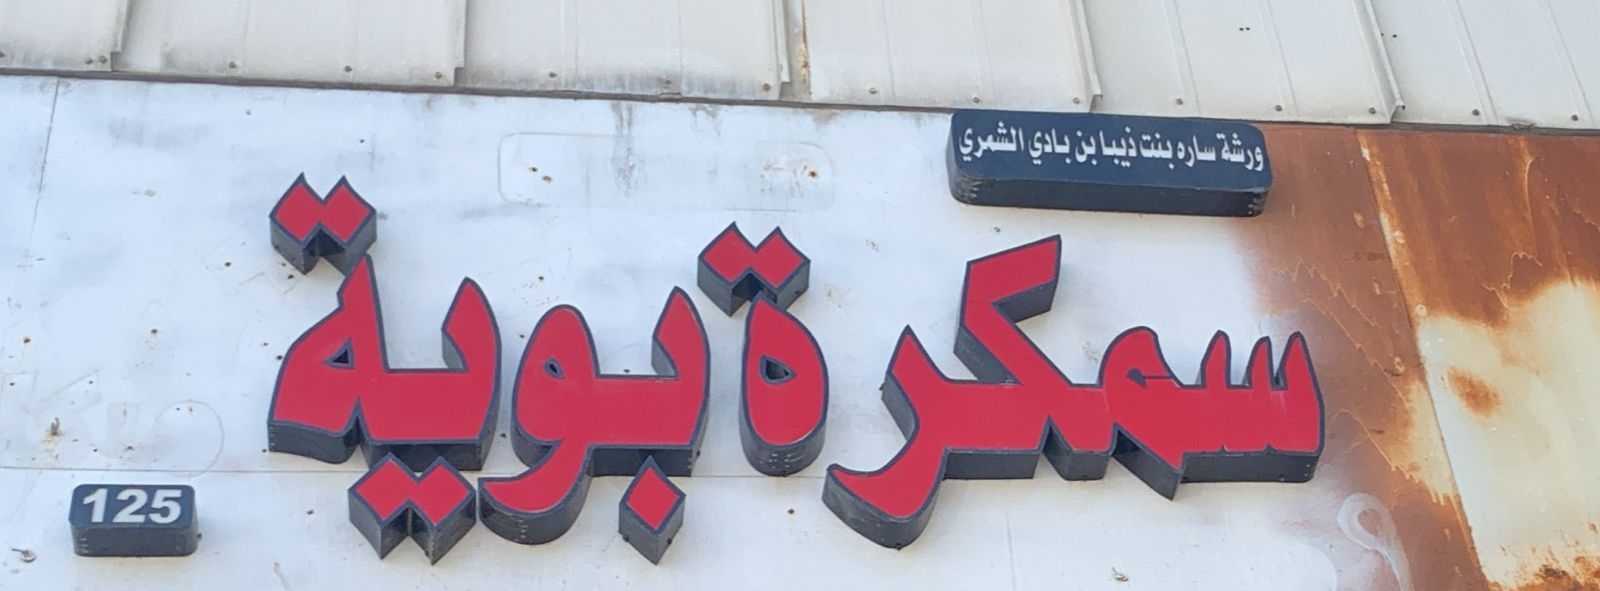 ورشة ساره بنت ذيبا بن بادي الشمري
سمكرة بوية
125